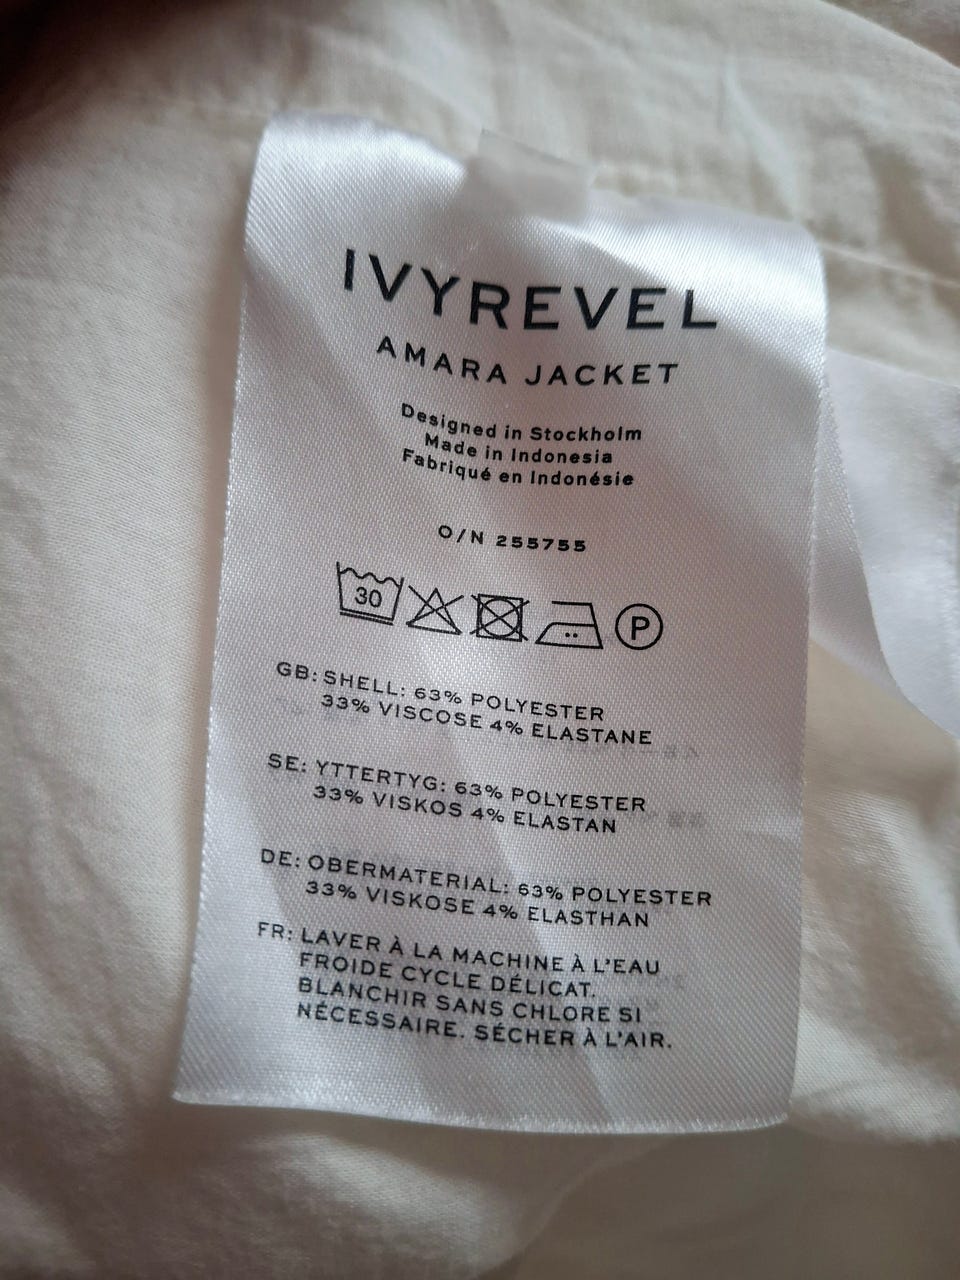 IVYREVEL
AMARA JACKET
Designed in Stockholm
Made in Indonesia
Fabriqué en Indonésie
O/N 255755
30 P
GB: SHELL: 63% POLYESTER
33% VISCOSE 4% ELASTANE
SE: YTTERTYG: 63% POLYESTER
33% VISKOS 4% ELASTAN
DE: OBERMATERIAL: 63% POLYESTER
33% VISKOSE 4% ELASTHAN
FR: LAVER À LA MACHINE À L'EAU
FROIDE CYCLE DÉLICAT.
BLANCHIR SANS CHLORE SI
NÉCESSAIRE. SÉCHER À L'AIR.